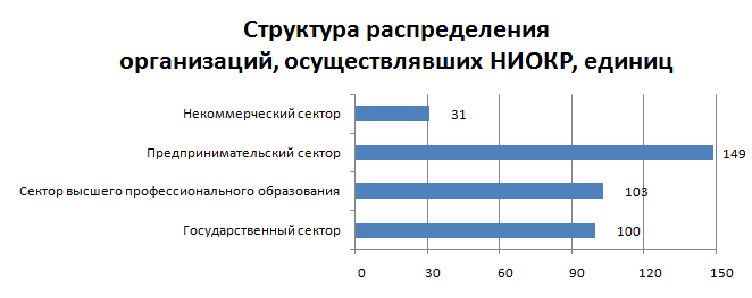 Структура распределения
организаций, осуществлявших НИОКР, единиц
Некоммерческий сектор 31
Предпринимательский сектор 149
Сектор высшего профессионального образования 103
Государственный сектор 100
0 30 60 90 120 150